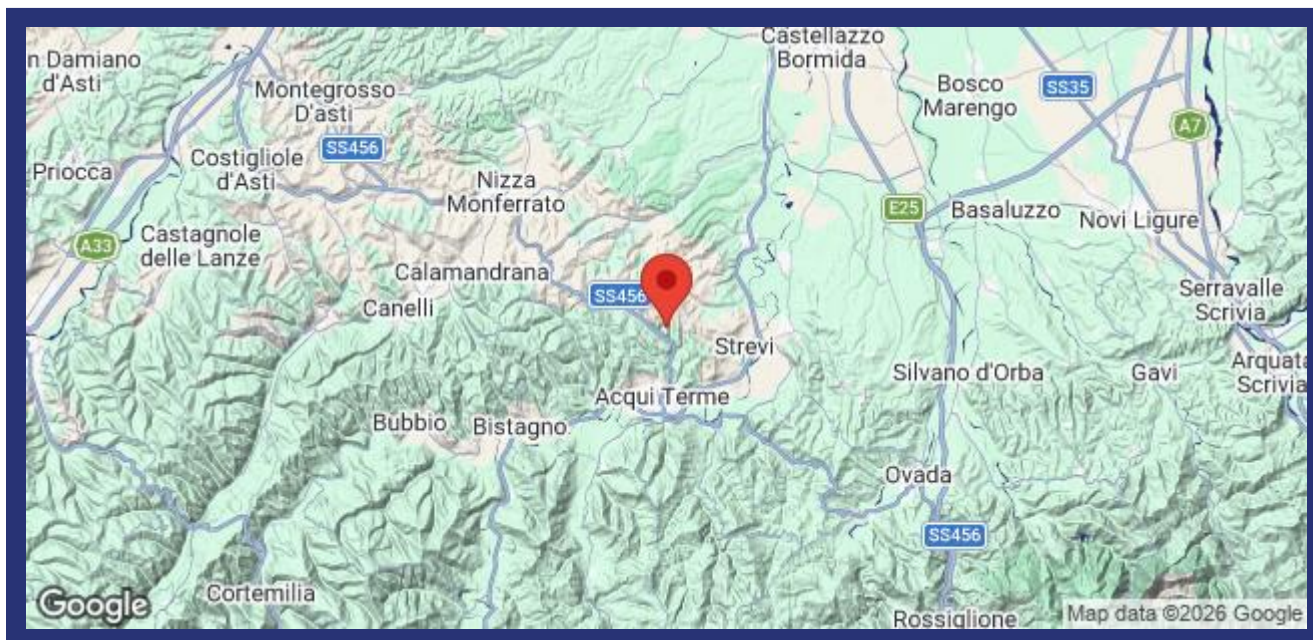 Castellazzo
Bormida
n Damiano
d'Asti
Montegrosso
D'asti
Bosco
Marengo
SS35
A7
SS456
Priocca
Costigliole
d'Asti
Nizza
Monferrato
E25
Basaluzzo
Novi Ligure
A33
Castagnole
delle Lanze
Calamandrana
Canelli
SS456
Serravalle
Scrivia
Strevi
Silvano d'Orba
Gavi
Arquata
Scrivia
Acqui Terme
Bubbio
Bistagno
Ovada
SS456
Cortemilia
Rossiglione
Google
Map data ©2026 Google